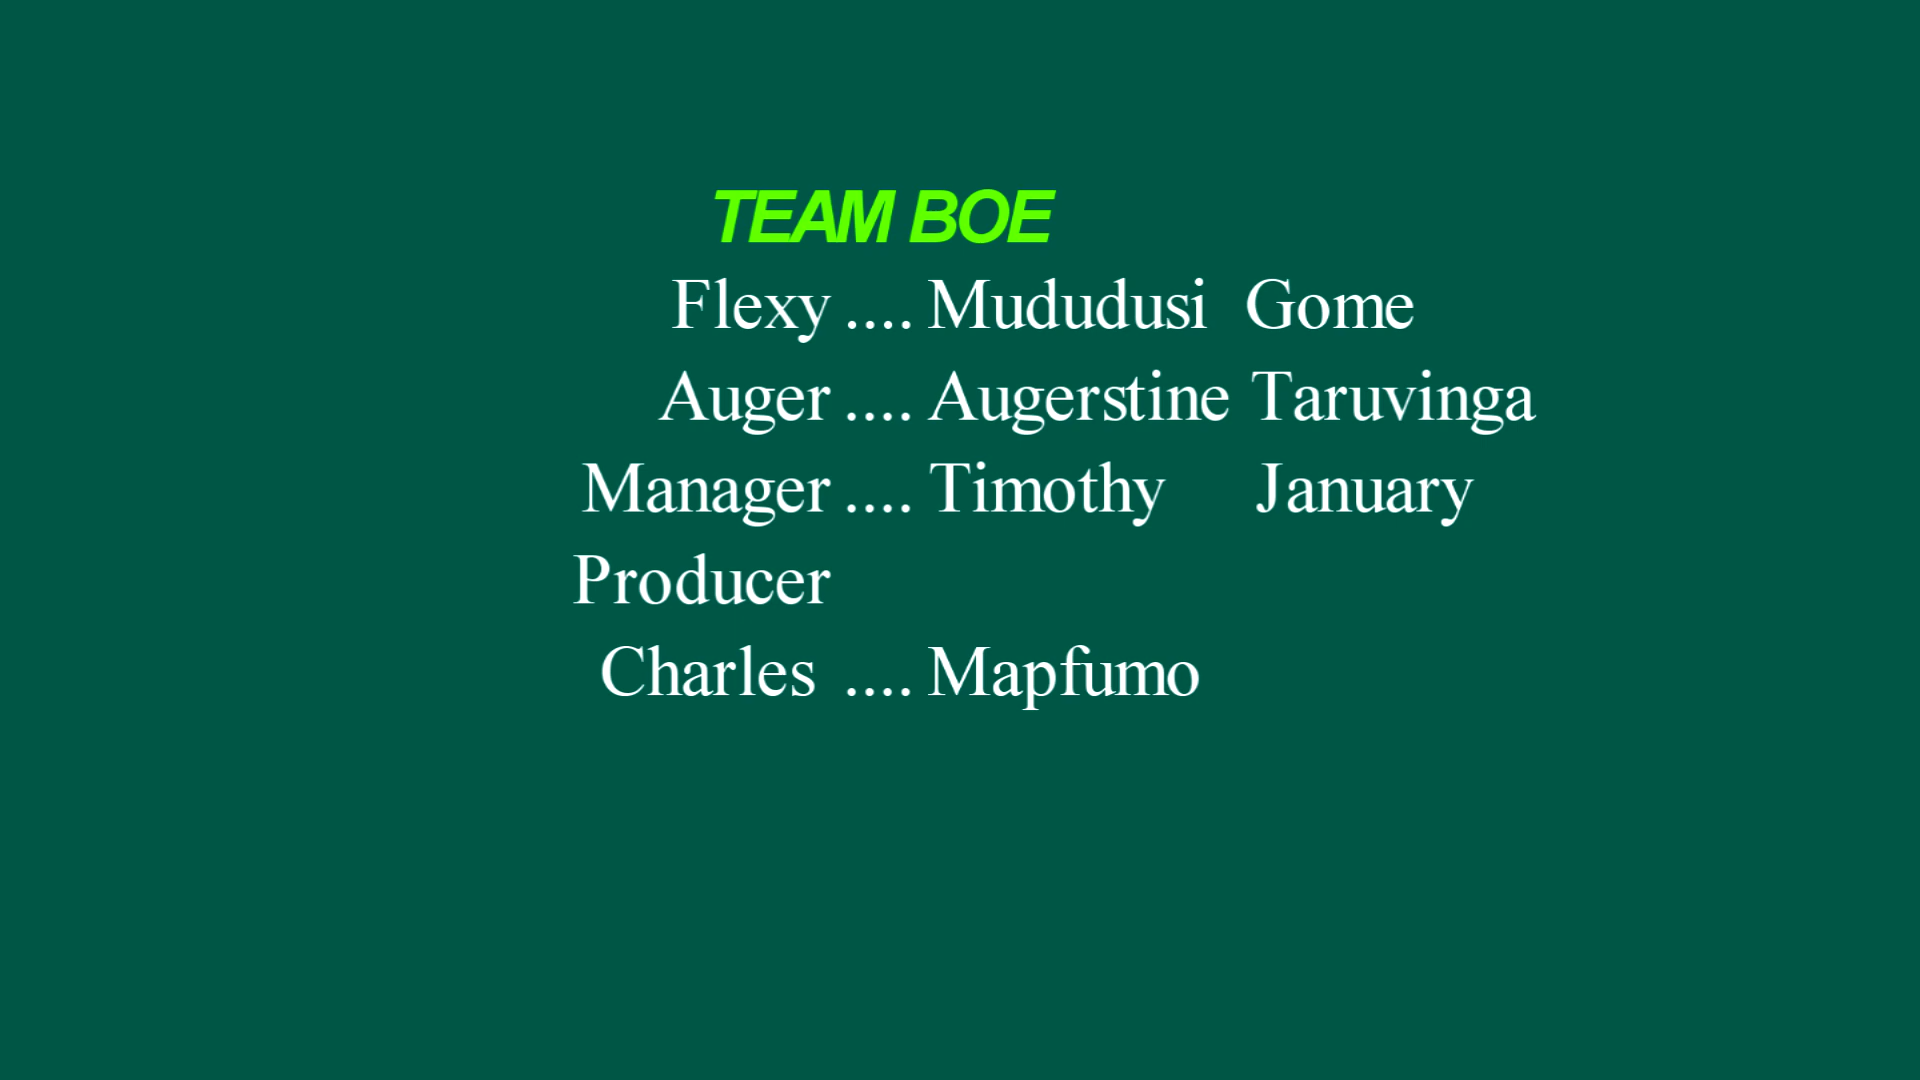 TEAM BOE
Flexy .... Mududusi Gome
Auger .... Augerstine Taruvinga
Manager .... Timothy January
Producer
Charles .... Mapfumo